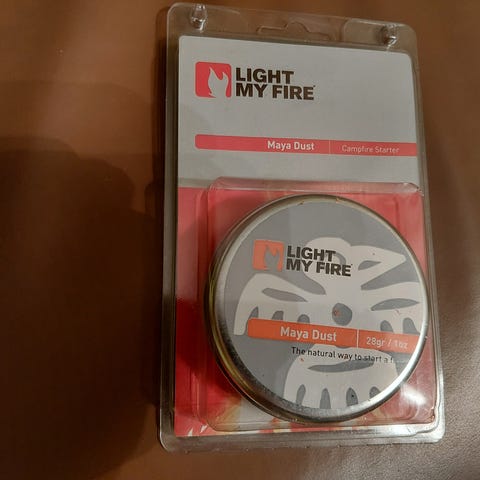 LIGHT
MY FIRE
Maya Dust Campfire Starter
LIGHT
MY FIRE
Maya Dust 28gr / 1oz
The natural way to start a